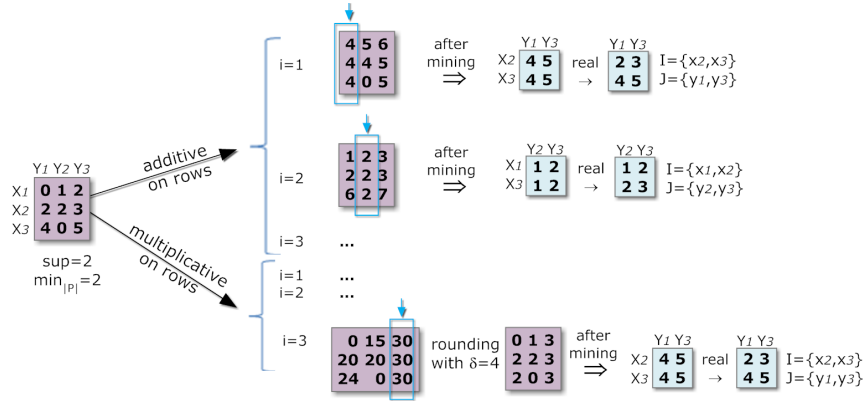 Y1 Y2 Y3
X1 0 1 2
X2 2 2 3
X3 4 0 5
sup=2
min|P|=2
additive
on rows
multiplicative
on rows
i=1
4 5 6
4 4 5
4 0 5
after
mining
⇒
Y1 Y3
X2 4 5
X3 4 5
real
→
Y1 Y3
2 3
4 5
I={x2,x3}
J={y1,y3}
i=2
1 2 3
2 2 3
6 2 7
after
mining
⇒
Y2 Y3
X1 1 2
X3 1 2
real
→
Y2 Y3
1 2
2 3
I={x1,x2}
J={y2,y3}
i=3
...
i=1
...
i=2
...
i=3
0 15 30
20 20 30
24 0 30
rounding
with δ=4
0 1 3
2 2 3
2 0 3
after
mining
⇒
Y1 Y3
X2 4 5
X3 4 5
real
→
Y1 Y3
2 3
4 5
I={x2,x3}
J={y1,y3}